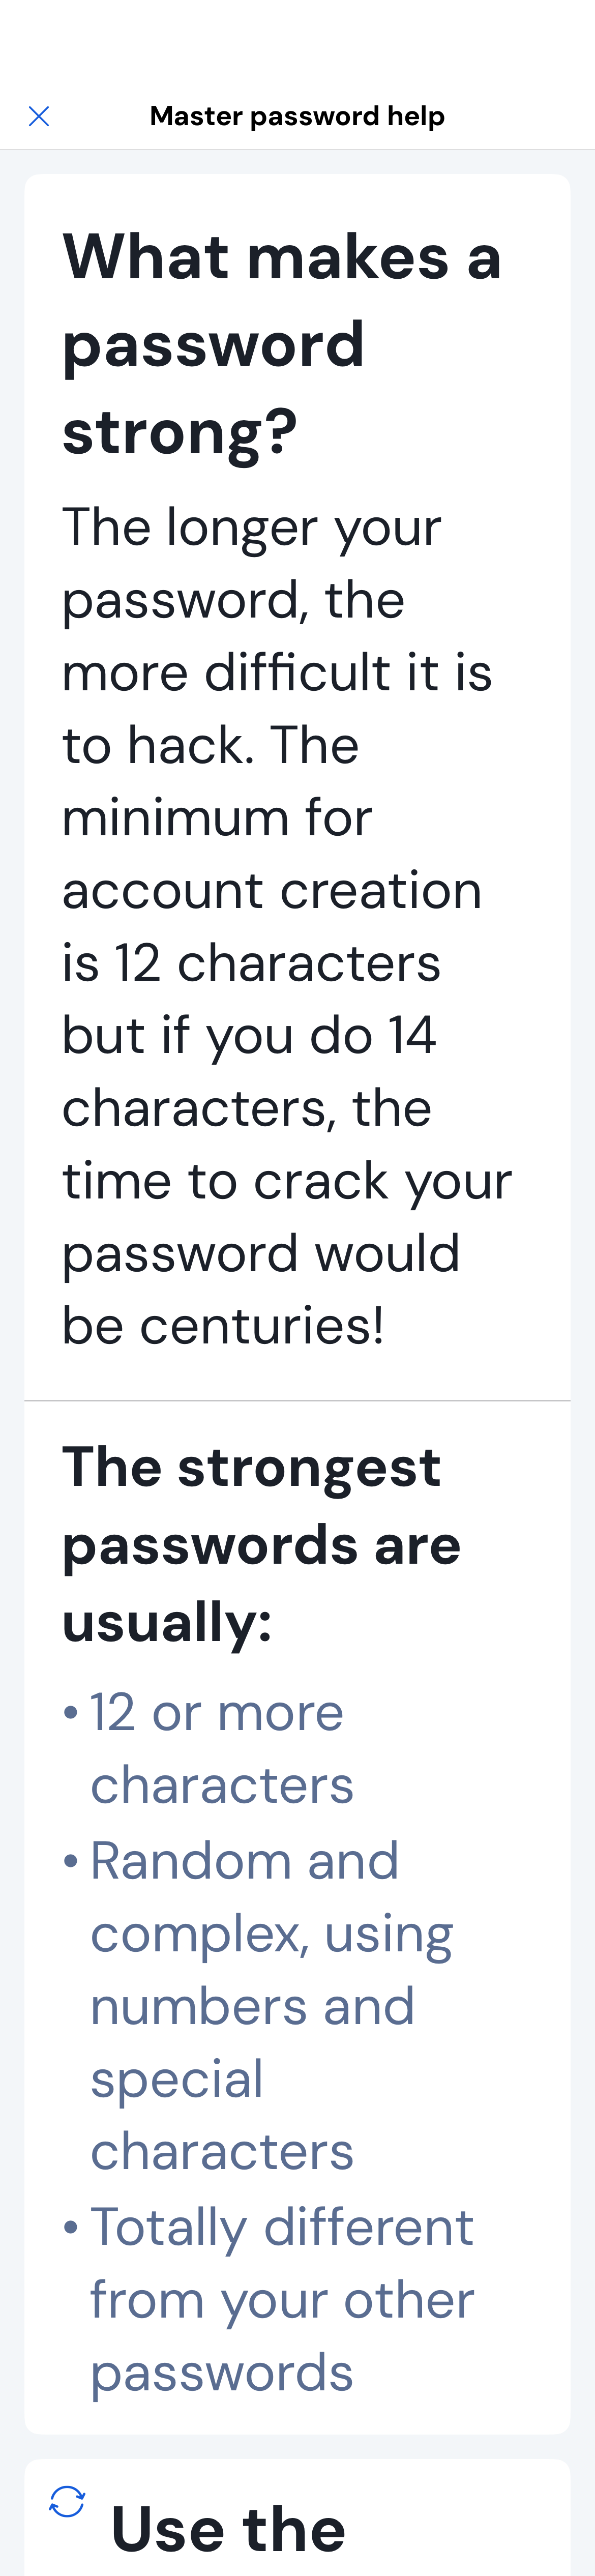 Master password help
What makes a
password
strong?
The longer your
password, the
more difficult it is
to hack. The
minimum for
account creation
is 12 characters
but if you do 14
characters, the
time to crack your
password would
be centuries!
The strongest
passwords are
usually:
• 12 or more
characters
• Random and
complex, using
numbers and
special
characters
• Totally different
from your other
passwords
Use the